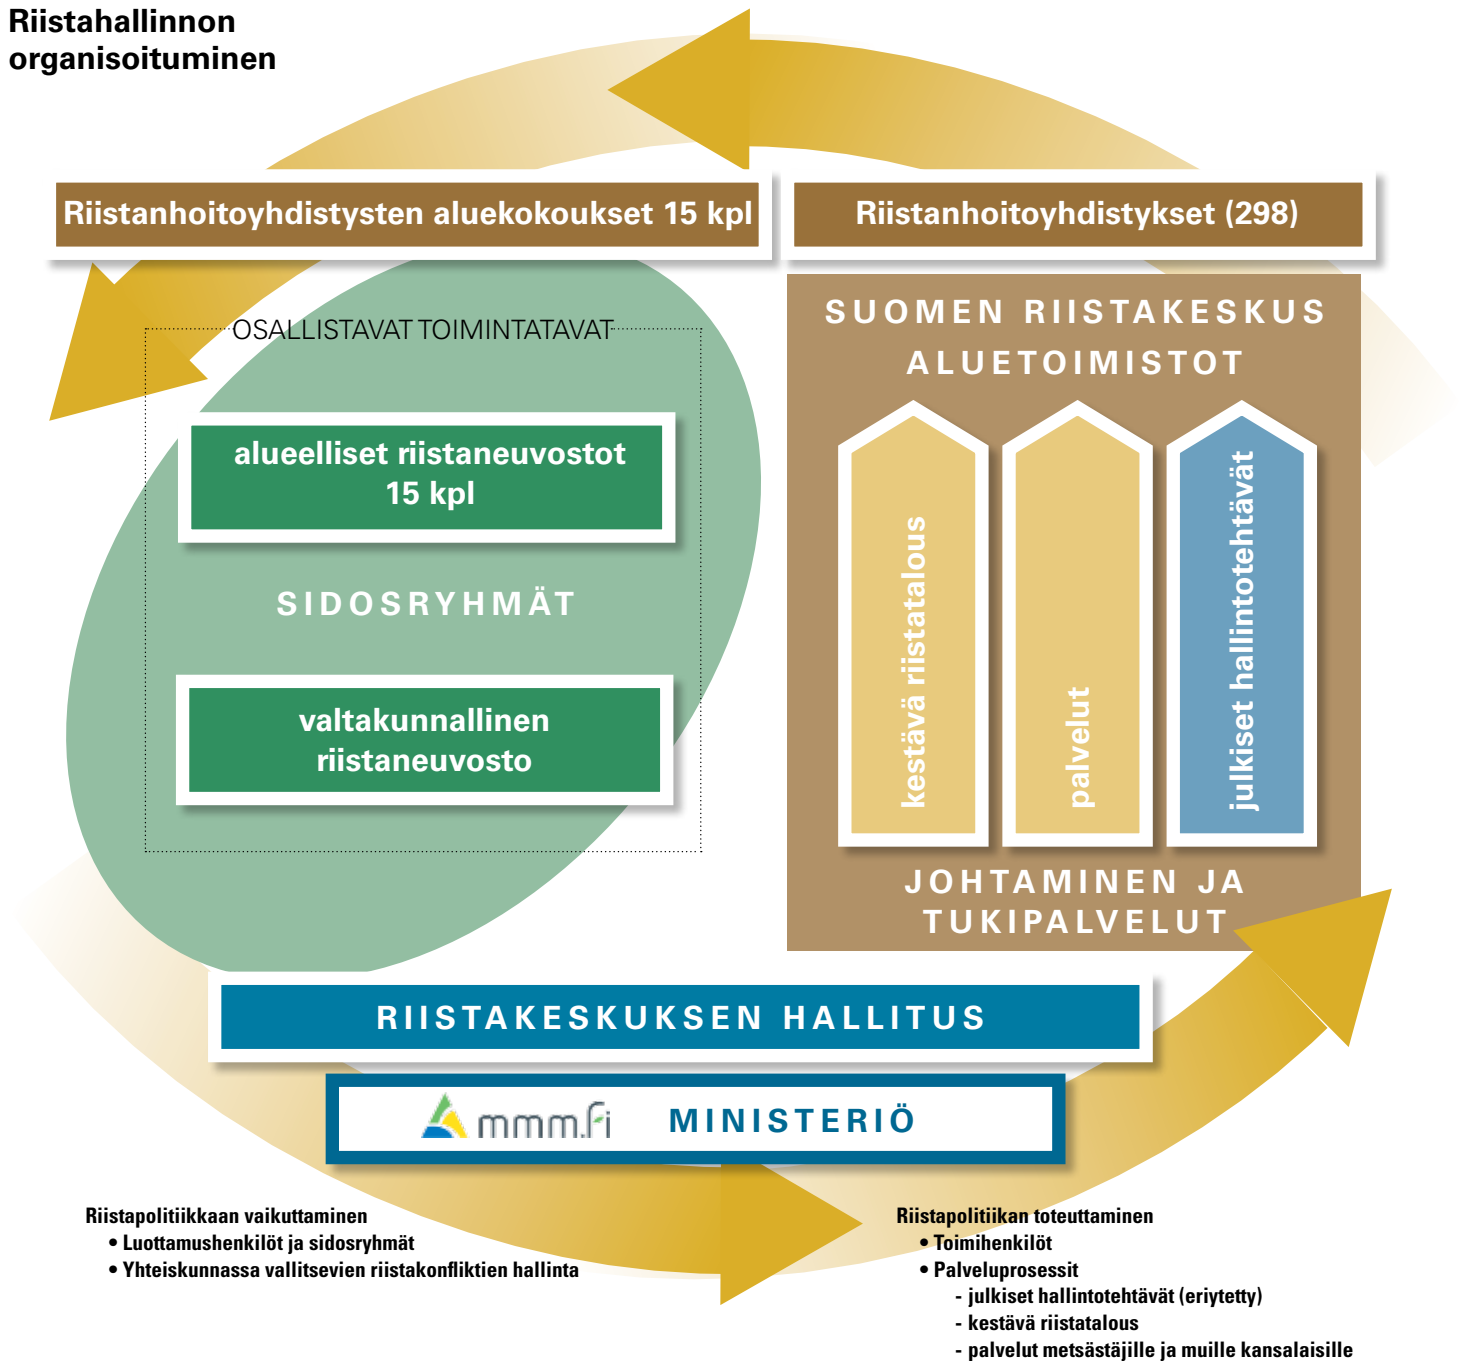 Riistahallinnon
organisoituminen
Riistanhoitoyhdistysten aluekokoukset 15 kpl
Riistanhoitoyhdistykset (298)
OSALLISTAVAT TOIMINTATAVAT
alueelliset riistaneuvostot
15 kpl
SIDOSRYHMÄT
valtakunnallinen
riistaneuvosto
SUOMEN RIISTAKESKUS
ALUETOIMISTOT
kestävä riistatalous
palvelut
julkiset hallintotehtävät
JOHTAMINEN JA
TUKIPALVELUT
RIISTAKESKUKSEN HALLITUS
mmm.fi MINISTERIÖ
Riistapolitiikkaan vaikuttaminen
• Luottamushenkilöt ja sidosryhmät
• Yhteiskunnassa vallitsevien riistakonfliktien hallinta
Riistapolitiikan toteuttaminen
• Toimihenkilöt
• Palveluprosessit
- julkiset hallintotehtävät (eriytetty)
- kestävä riistatalous
- palvelut metsästäjille ja muille kansalaisille